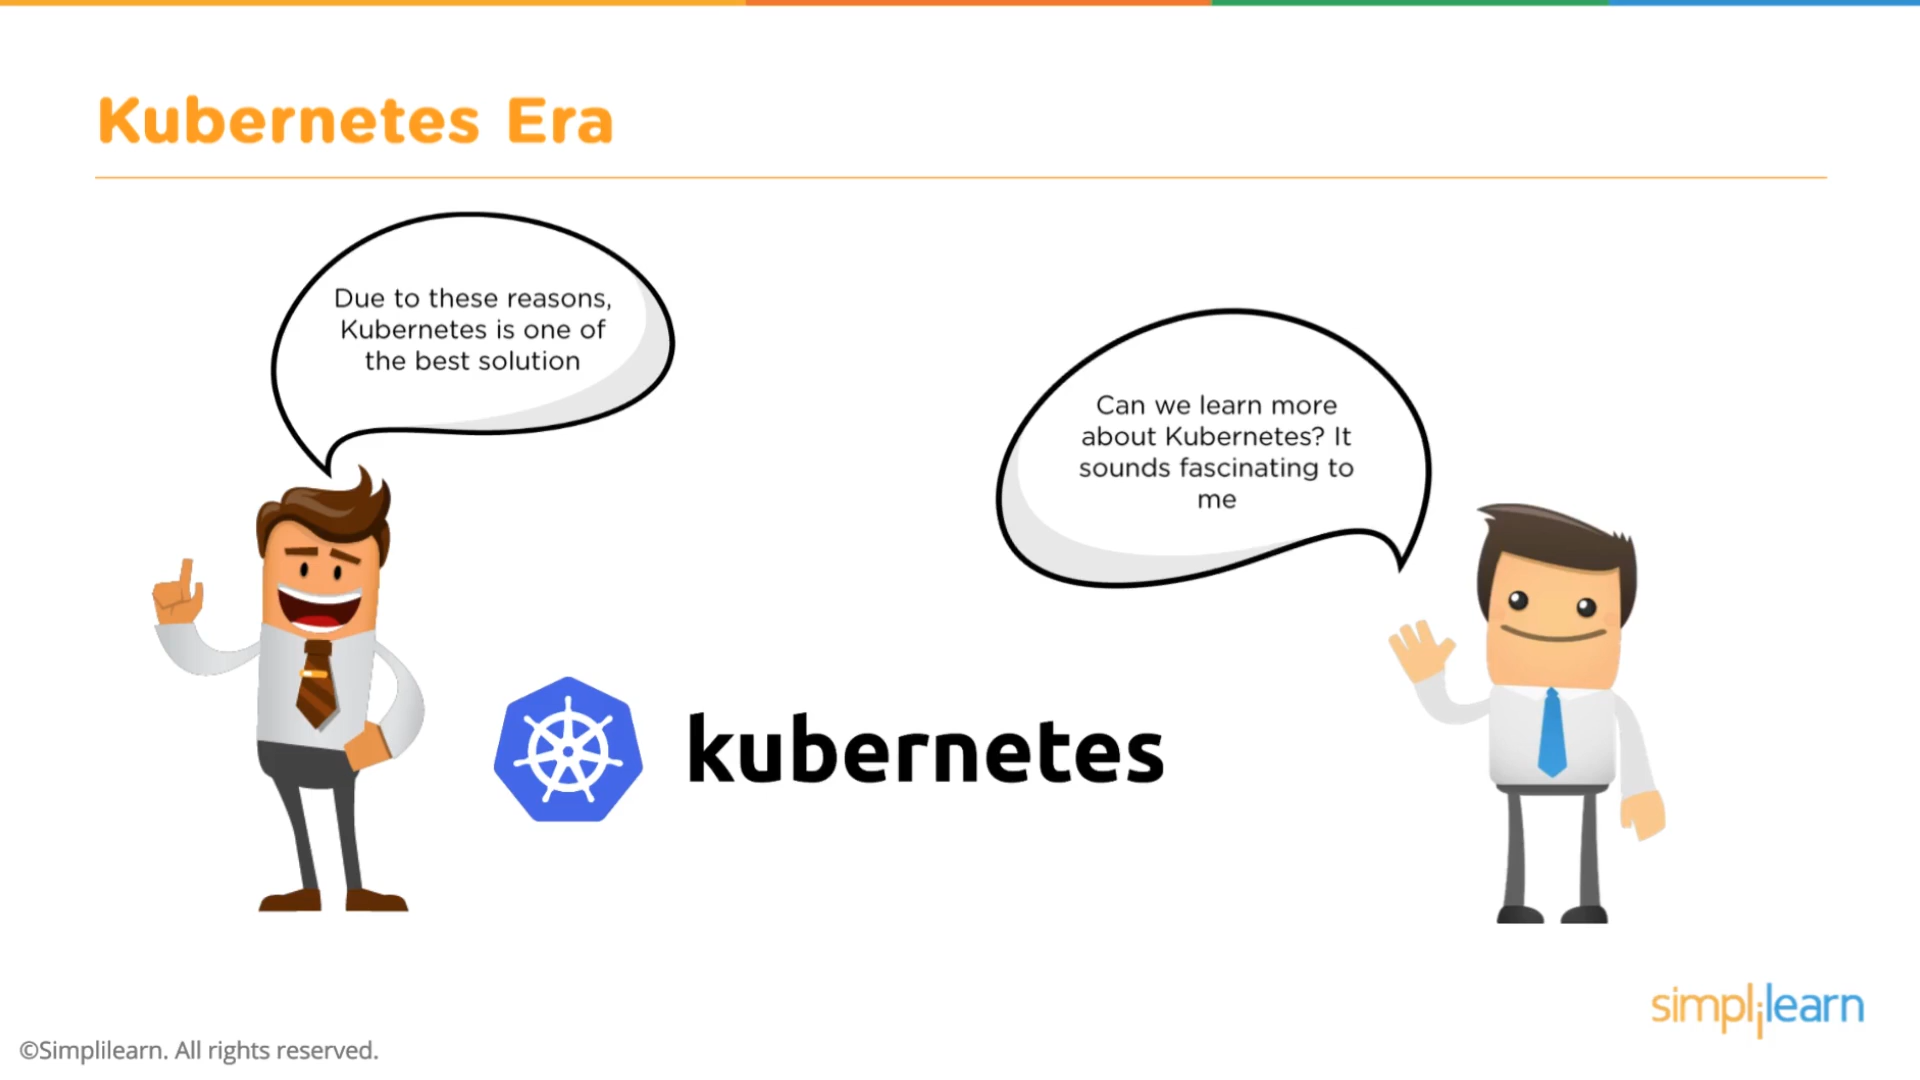 Kubernetes Era
Due to these reasons,
Kubernetes is one of
the best solution
Can we learn more
about Kubernetes? It
sounds fascinating to
me
kubernetes
simplilearn
©Simplilearn. All rights reserved.